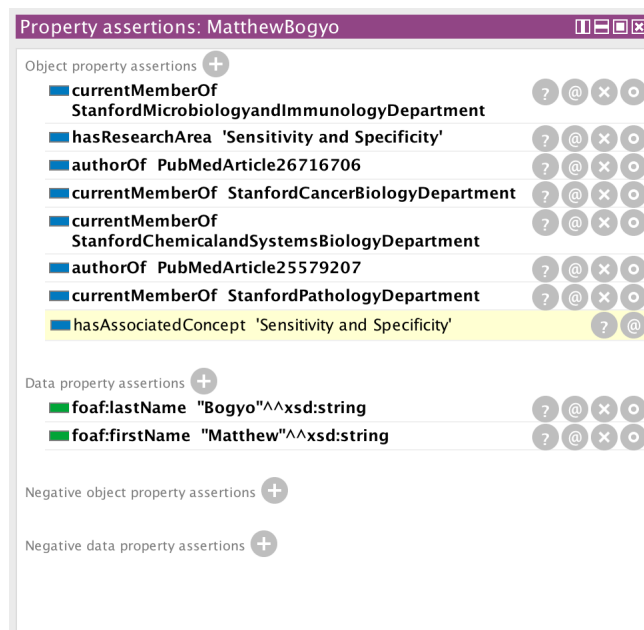 Property assertions: MatthewBogyo
Object property assertions
currentMemberOf
StanfordMicrobiologyandImmunologyDepartment
hasResearchArea 'Sensitivity and Specificity'
authorOf PubMedArticle26716706
currentMemberOf StanfordCancerBiologyDepartment
currentMemberOf
StanfordChemicalandSystemsBiologyDepartment
authorOf PubMedArticle25579207
currentMemberOf StanfordPathologyDepartment
hasAssociatedConcept 'Sensitivity and Specificity'
Data property assertions
foaf:lastName "Bogyo"^^xsd:string
foaf:firstName "Matthew"^^xsd:string
Negative object property assertions
Negative data property assertions